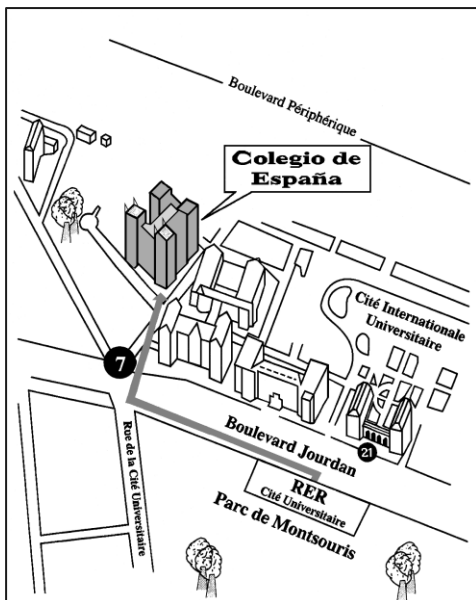 Boulevard Périphérique
Colegio de
España
Cité Internationale
Universitaire
7
Boulevard Jourdan
21
RER
Cité Universitaire
Rue de la Cité Universitaire
Parc de Montsouris